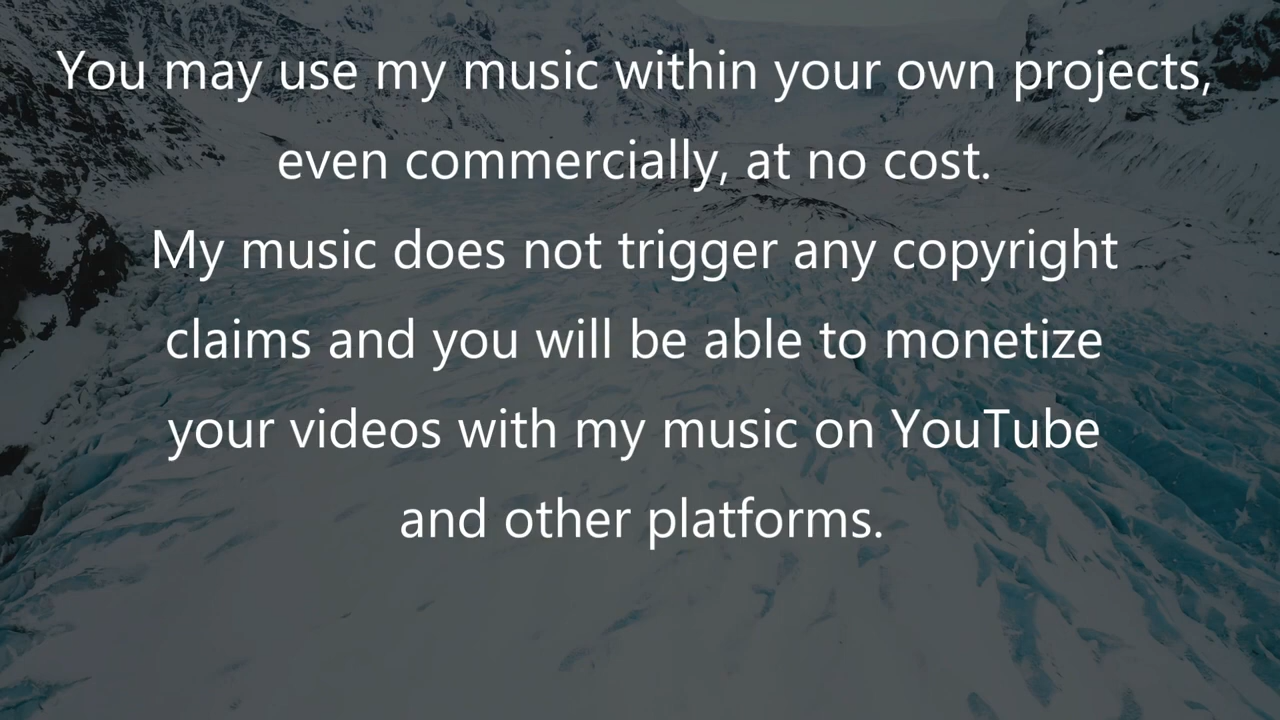 You may use my music within your own projects,
even commercially, at no cost.
My music does not trigger any copyright
claims and you will be able to monetize
your videos with my music on YouTube
and other platforms.